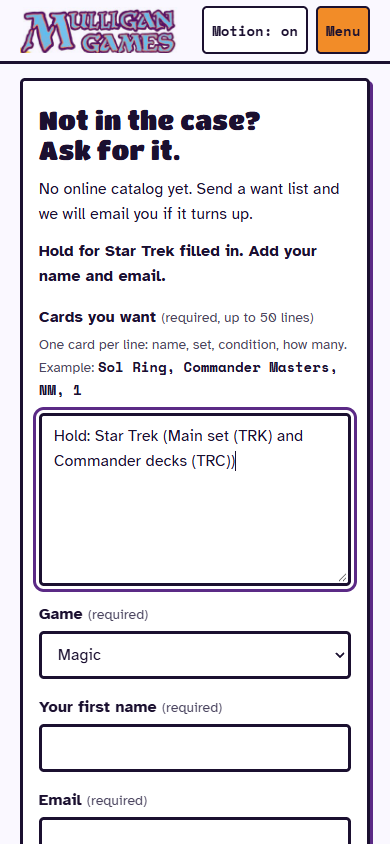 MULLIGAN
GAMES
Motion: on
Menu
Not in the case?
Ask for it.
No online catalog yet. Send a want list and
we will email you if it turns up.
Hold for Star Trek filled in. Add your
name and email.
Cards you want (required, up to 50 lines)
One card per line: name, set, condition, how many.
Example: Sol Ring, Commander Masters,
NM, 1
Hold: Star Trek (Main set (TRK) and
Commander decks (TRC))
Game (required)
Magic
Your first name (required)
Email (required)